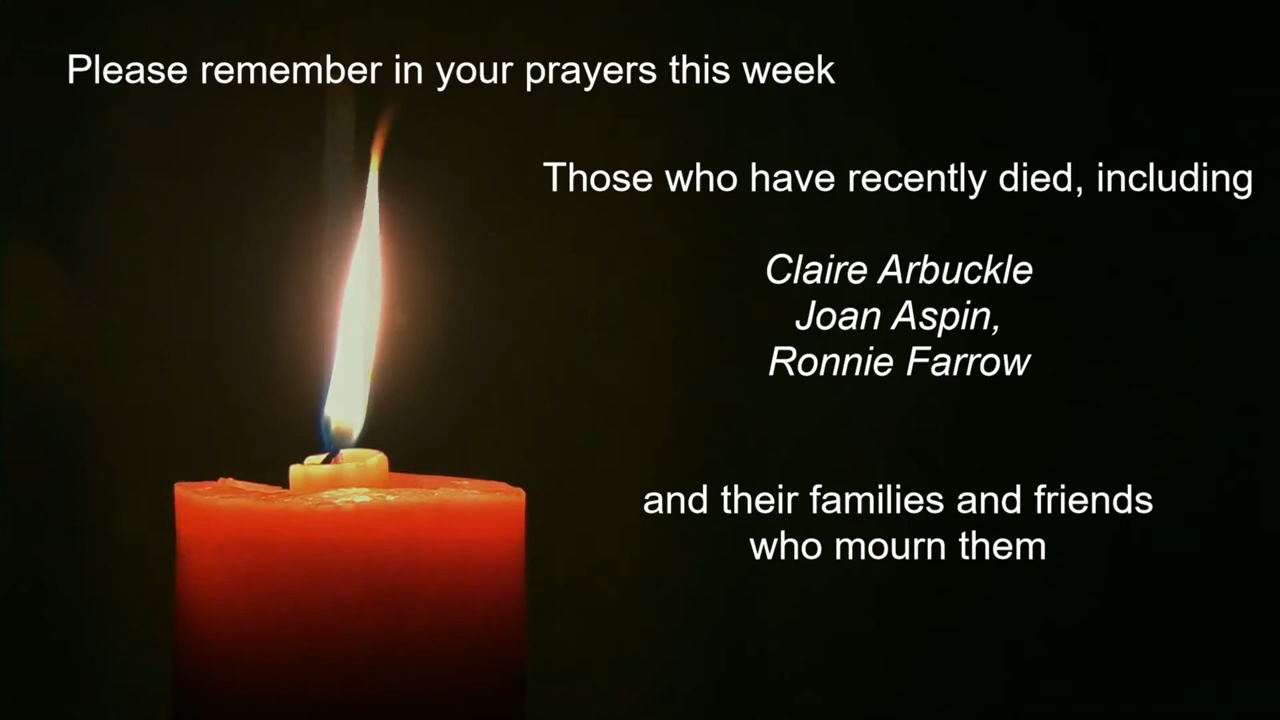 Please remember in your prayers this week
Those who have recently died, including
Claire Arbuckle
Joan Aspin,
Ronnie Farrow
and their families and friends
who mourn them